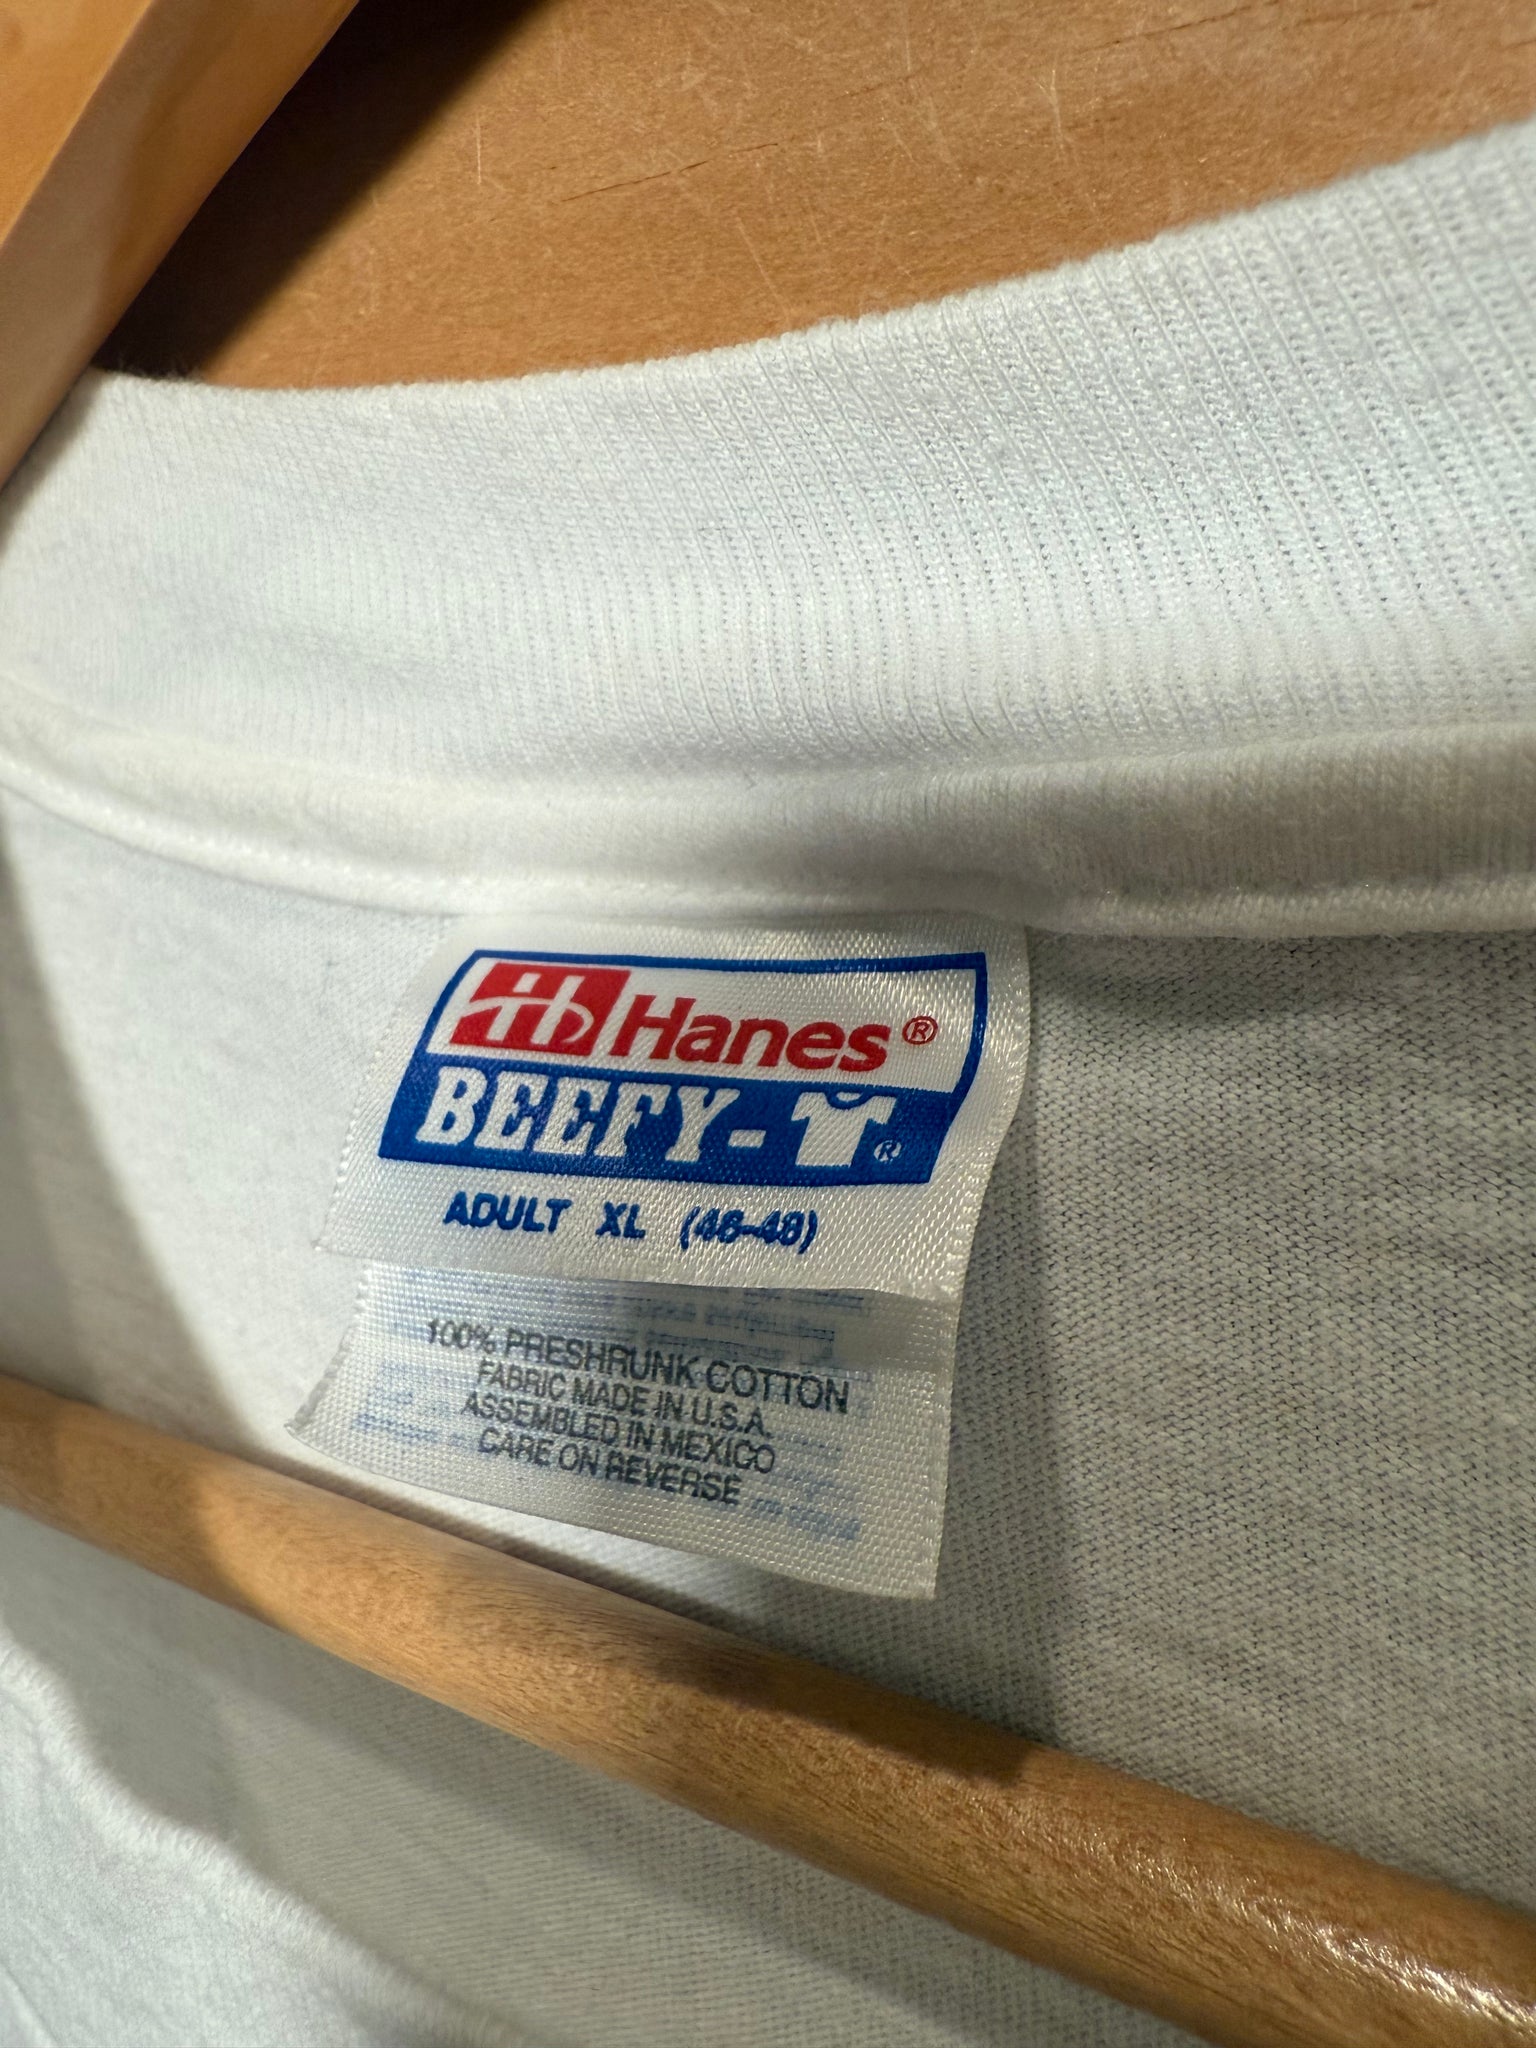 Hanes®
BEEFY-T®
ADULT XL (46-48)
100% PRESHRUNK COTTON
FABRIC MADE IN U.S.A.
ASSEMBLED IN MEXICO
CARE ON REVERSE